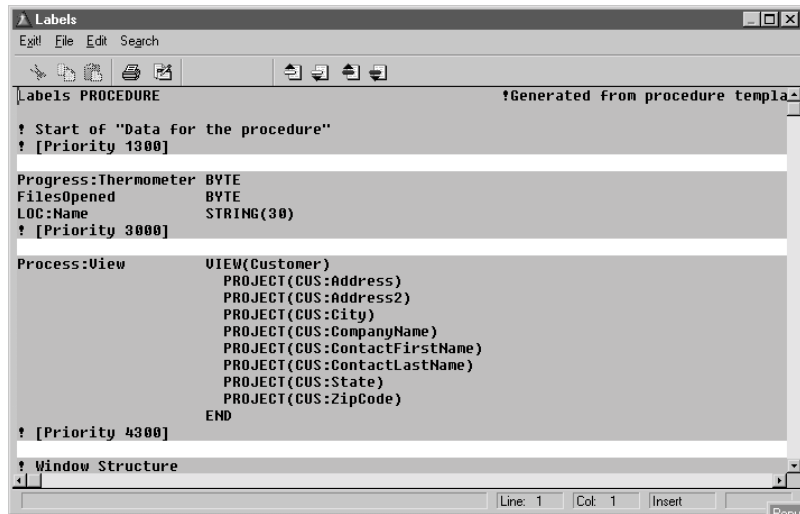 Labels
Exit! File Edit Search
Labels PROCEDURE !Generated from procedure templa
! Start of "Data for the procedure"
! [Priority 1300]
Progress:Thermometer BYTE
FilesOpened BYTE
LOC:Name STRING(30)
! [Priority 3000]
Process:View VIEW(Customer)
PROJECT(CUS:Address)
PROJECT(CUS:Address2)
PROJECT(CUS:City)
PROJECT(CUS:CompanyName)
PROJECT(CUS:ContactFirstName)
PROJECT(CUS:ContactLastName)
PROJECT(CUS:State)
PROJECT(CUS:ZipCode)
END
! [Priority 4300]
! Window Structure
Line: 1 Col: 1 Insert